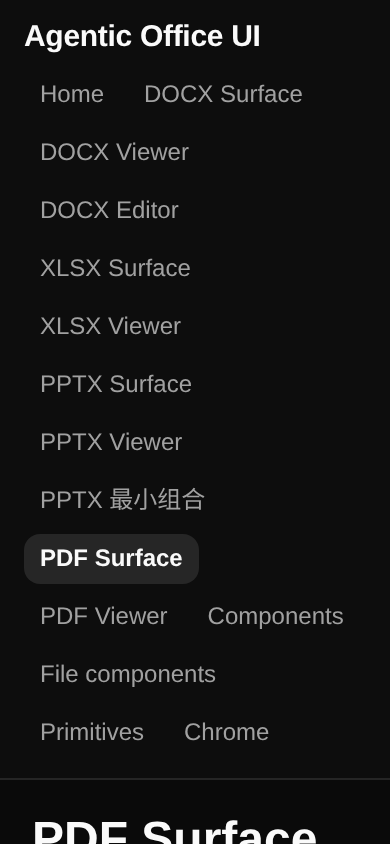 Agentic Office UI
Home DOCX Surface
DOCX Viewer
DOCX Editor
XLSX Surface
XLSX Viewer
PPTX Surface
PPTX Viewer
PPTX 最小组合
PDF Surface
PDF Viewer Components
File components
Primitives Chrome
PDF Surface